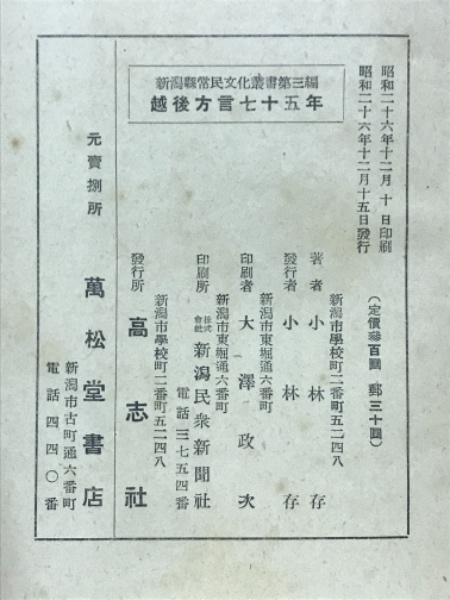 新潟縣常民文化叢書第三編
越後方言七十五年
昭和二十六年十二月 十 日印刷
昭和二十六年十二月十五日發行
(定價參百圓 郵三十圓)
新潟市學校町二番町五二四八
著者 小林 存
發行者 小林 存
新潟市東堀通六番町
印刷者 大澤政次
新潟市東堀通六番町
印刷所 株式會社 新潟民衆新聞社
電話三七五四番
新潟市學校町二番町五二四八
發行所 高志社
元賣捌所 萬松堂書店
新潟市古町通六番町
電話四四〇番